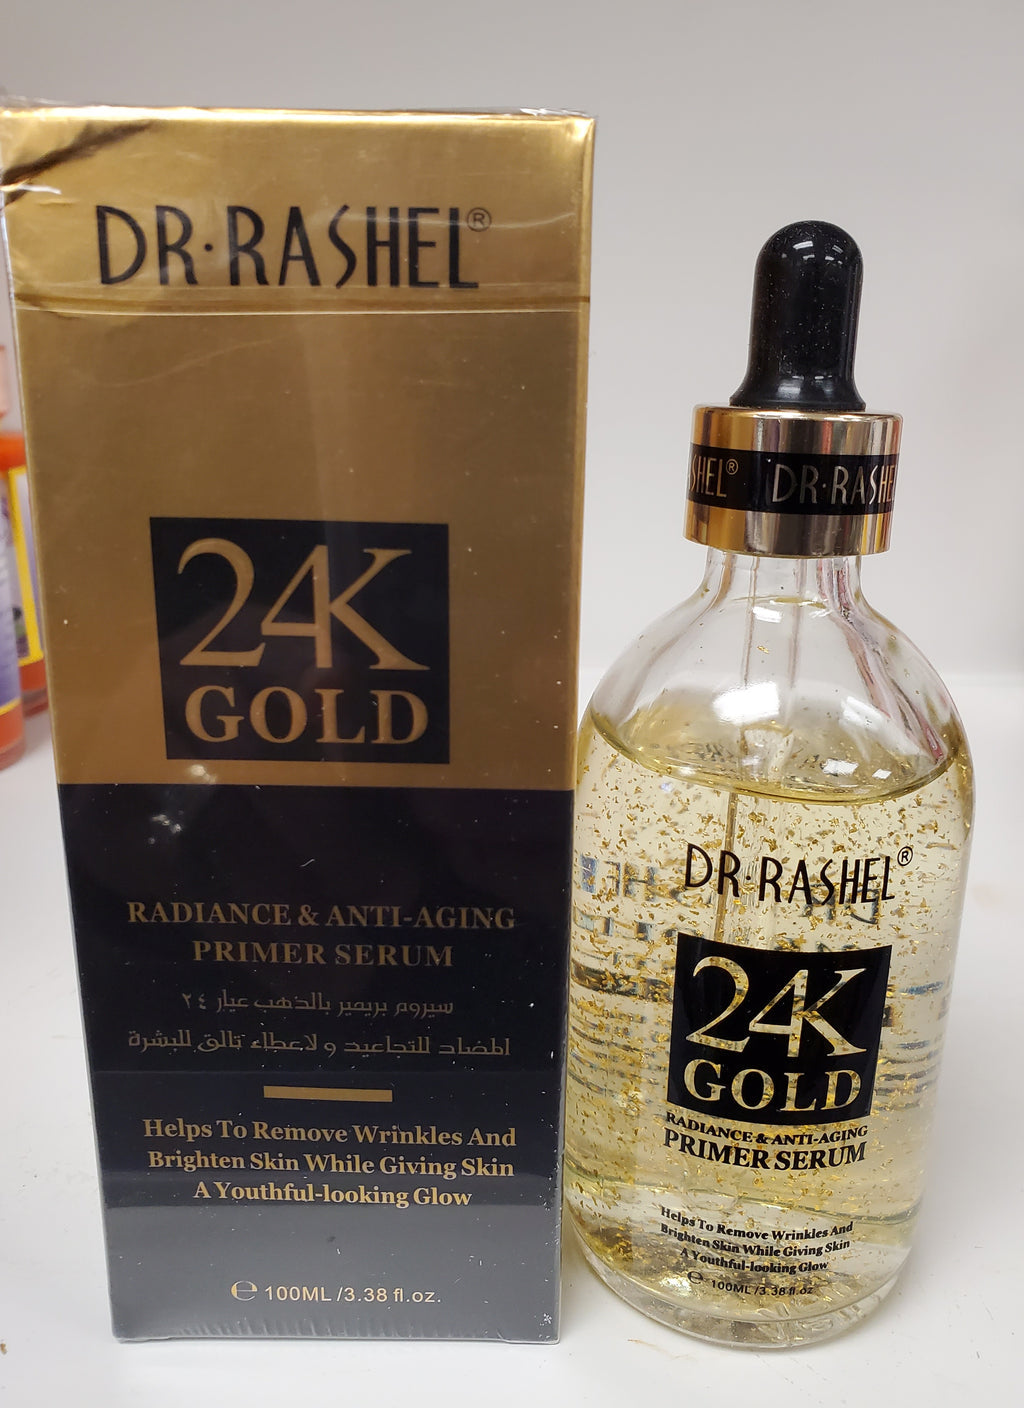 DR·RASHEL®
24K
GOLD
RADIANCE & ANTI-AGING
PRIMER SERUM
سيروم بريمير بالذهب عيار ٢٤
المضاد للتجاعيد و لاعطاء تالق للبشرة
Helps To Remove Wrinkles And
Brighten Skin While Giving Skin
A Youthful-looking Glow
℮ 100ML /3.38 fl.oz.
SHEL® DR·RASHE
DR·RASHEL®
24K
GOLD
RADIANCE & ANTI-AGING
PRIMER SERUM
Helps To Remove Wrinkles And
Brighten Skin While Giving Skin
A Youthful-looking Glow
℮ 100ML /3.38 fl.oz